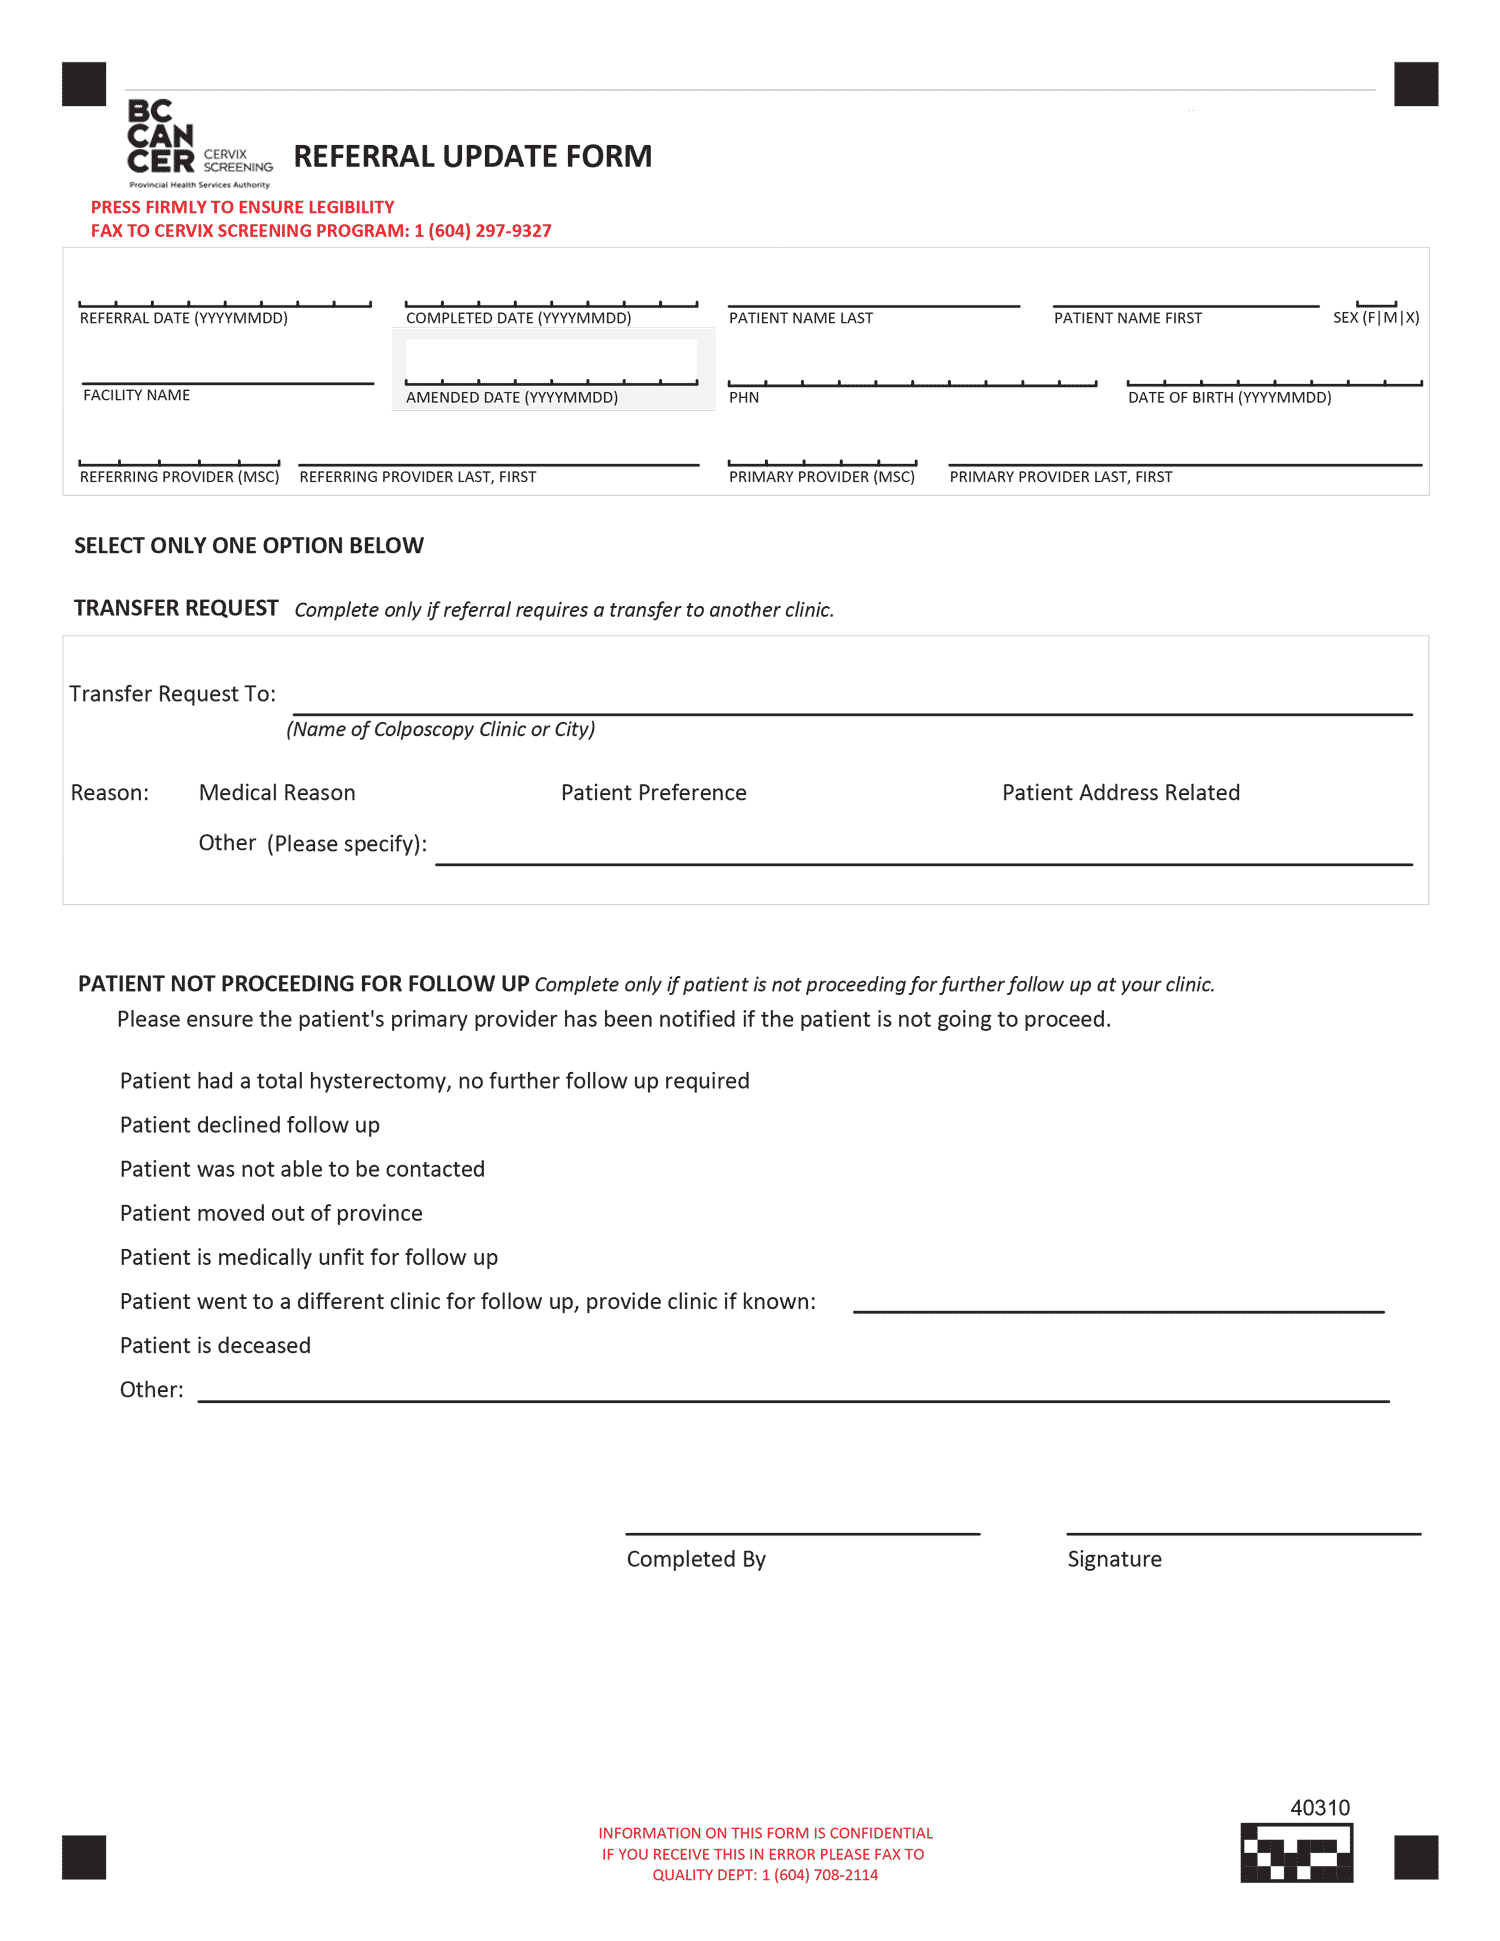 BC
CAN
CER CERVIX SCREENING
Provincial Health Services Authority
REFERRAL UPDATE FORM
PRESS FIRMLY TO ENSURE LEGIBILITY
FAX TO CERVIX SCREENING PROGRAM: 1 (604) 297-9327
REFERRAL DATE (YYYYMMDD) COMPLETED DATE (YYYYMMDD) PATIENT NAME LAST PATIENT NAME FIRST SEX (F|M|X)
FACILITY NAME AMENDED DATE (YYYYMMDD) PHN DATE OF BIRTH (YYYYMMDD)
REFERRING PROVIDER (MSC) REFERRING PROVIDER LAST, FIRST PRIMARY PROVIDER (MSC) PRIMARY PROVIDER LAST, FIRST
SELECT ONLY ONE OPTION BELOW
TRANSFER REQUEST Complete only if referral requires a transfer to another clinic.
Transfer Request To:
(Name of Colposcopy Clinic or City)
Reason: Medical Reason Patient Preference Patient Address Related
Other (Please specify):
PATIENT NOT PROCEEDING FOR FOLLOW UP Complete only if patient is not proceeding for further follow up at your clinic.
Please ensure the patient's primary provider has been notified if the patient is not going to proceed.
Patient had a total hysterectomy, no further follow up required
Patient declined follow up
Patient was not able to be contacted
Patient moved out of province
Patient is medically unfit for follow up
Patient went to a different clinic for follow up, provide clinic if known:
Patient is deceased
Other:
Completed By Signature
40310
INFORMATION ON THIS FORM IS CONFIDENTIAL
IF YOU RECEIVE THIS IN ERROR PLEASE FAX TO
QUALITY DEPT: 1 (604) 708-2114